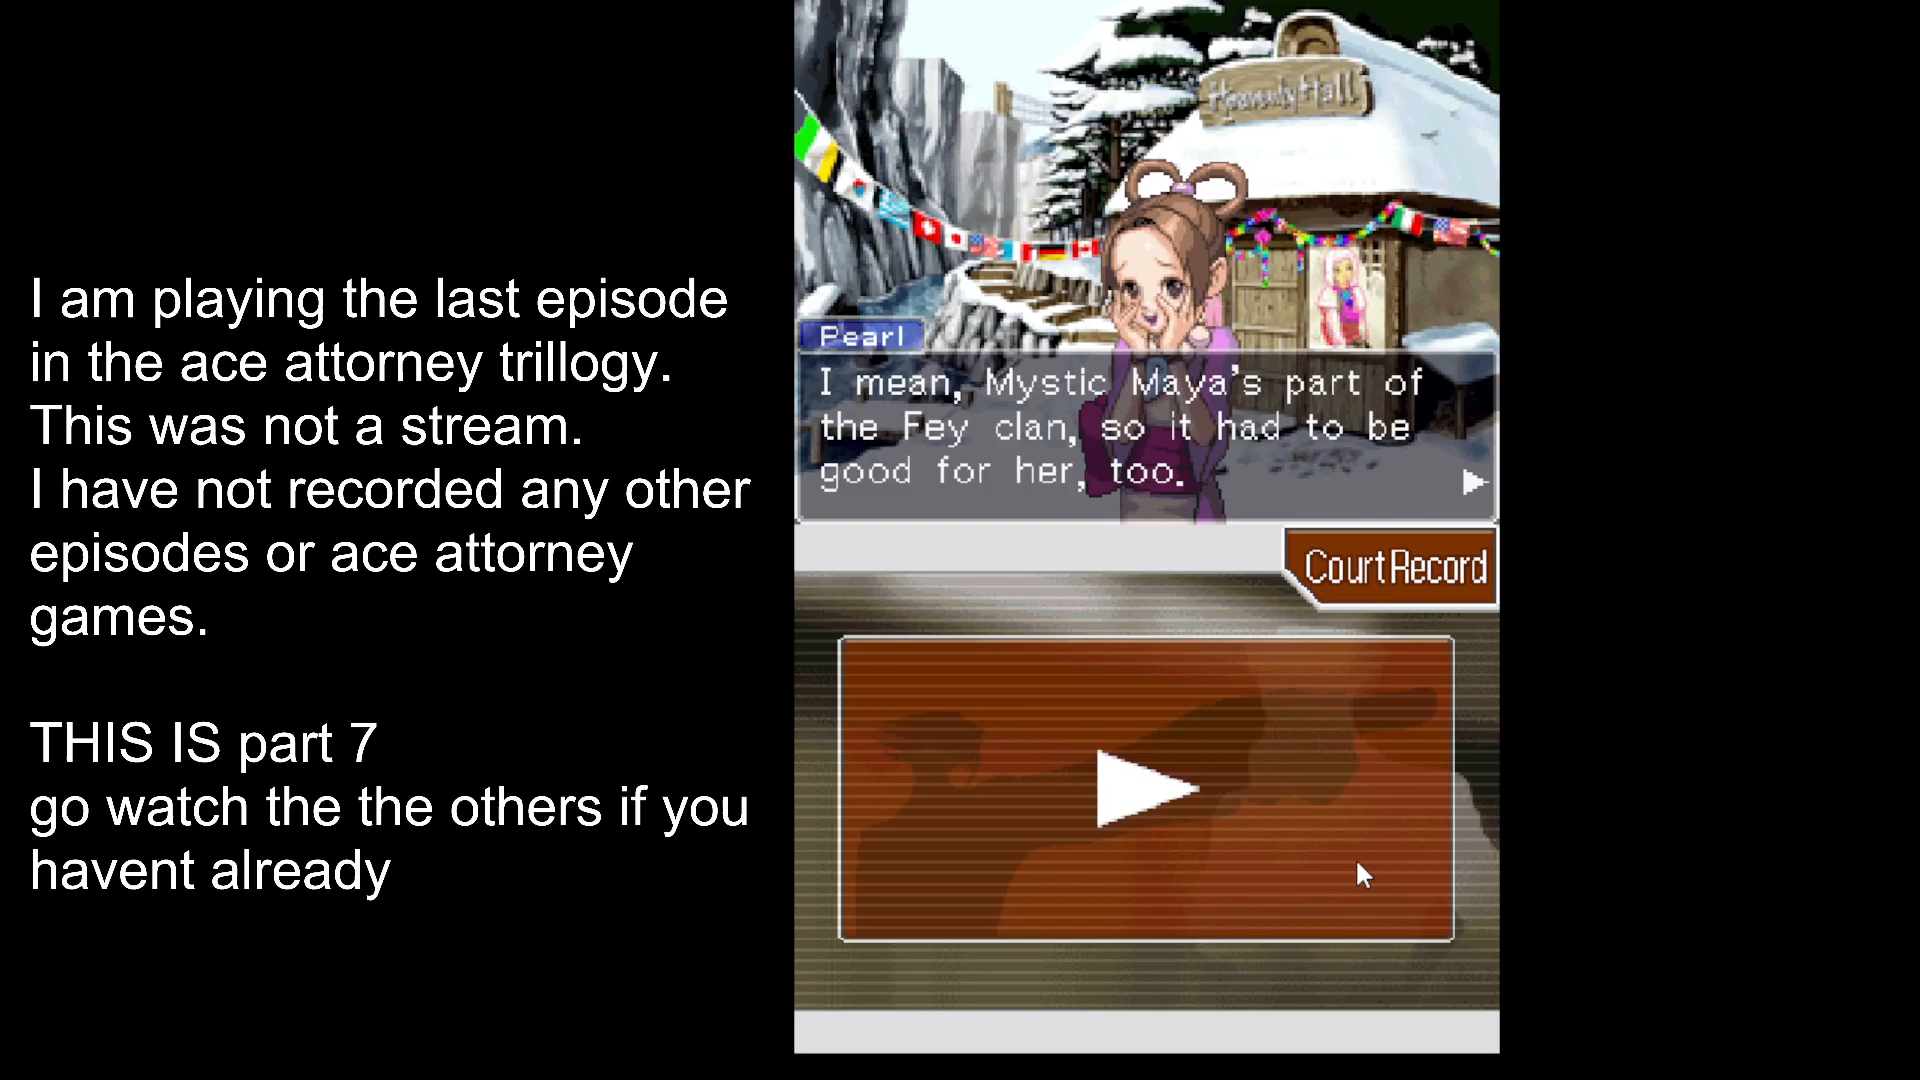 I am playing the last episode
in the ace attorney trillogy.
This was not a stream.
I have not recorded any other
episodes or ace attorney
games.
THIS IS part 7
go watch the the others if you
havent already
Heavenly Hall
Pearl
I mean, Mystic Maya's part of
the Fey clan, so it had to be
good for her, too.
Court Record